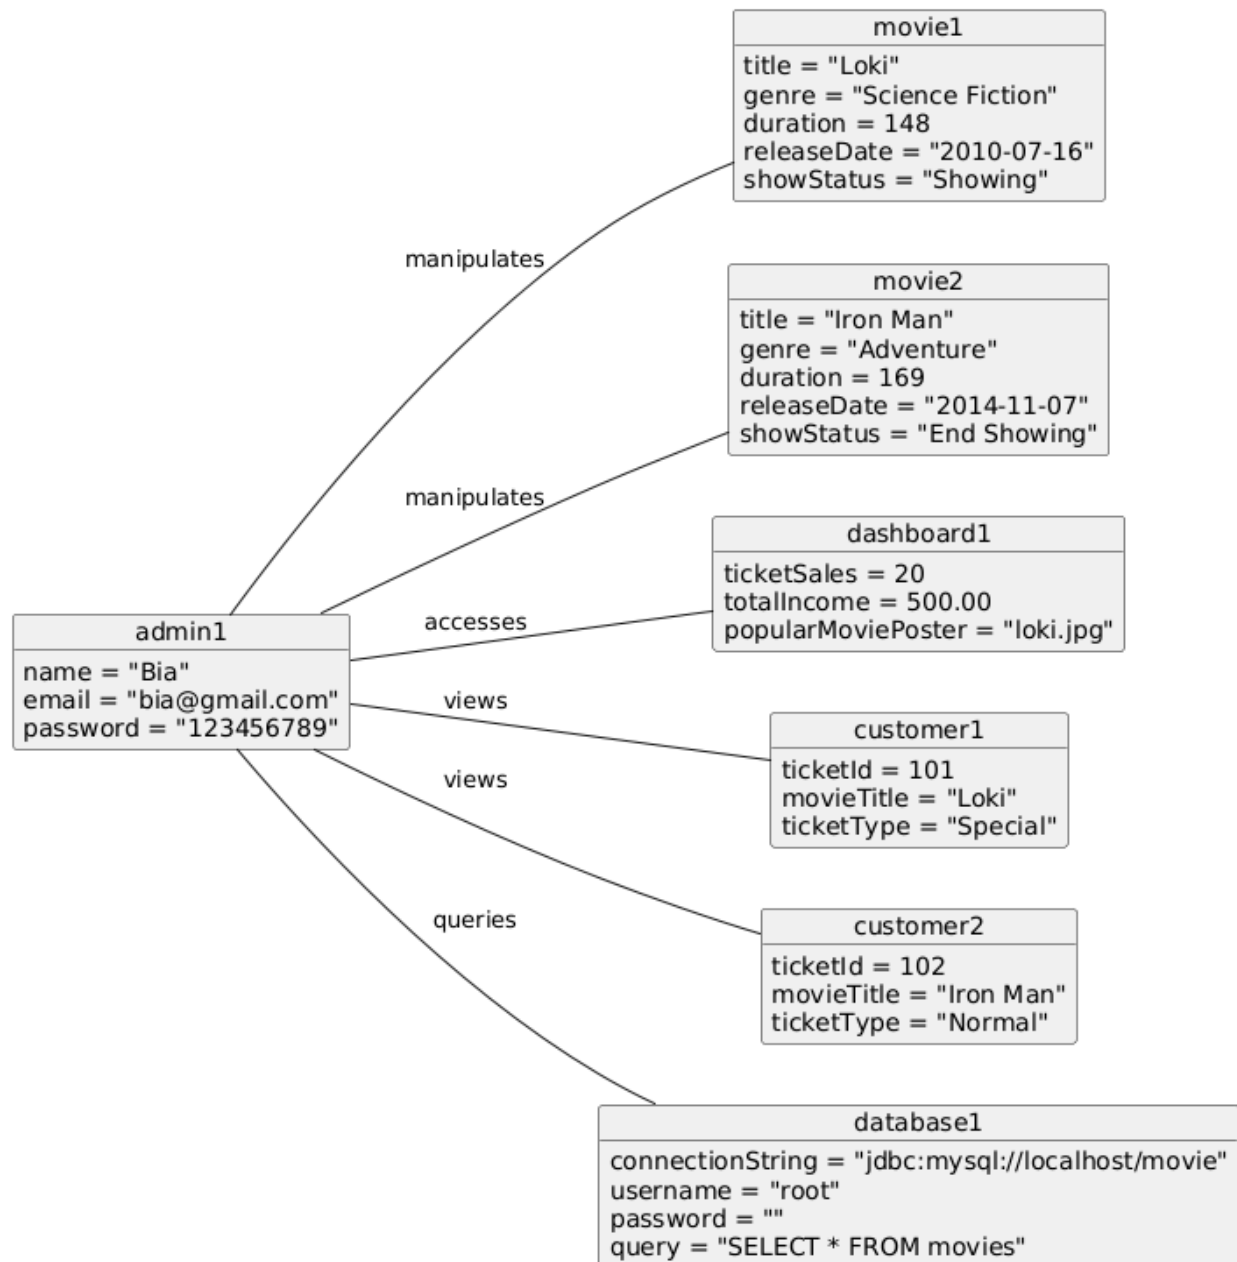 movie1
title = "Loki"
genre = "Science Fiction"
duration = 148
releaseDate = "2010-07-16"
showStatus = "Showing"
manipulates
movie2
title = "Iron Man"
genre = "Adventure"
duration = 169
releaseDate = "2014-11-07"
showStatus = "End Showing"
manipulates
dashboard1
ticketSales = 20
totalIncome = 500.00
popularMoviePoster = "loki.jpg"
accesses
admin1
name = "Bia"
email = "bia@gmail.com"
password = "123456789"
views
customer1
ticketId = 101
movieTitle = "Loki"
ticketType = "Special"
views
customer2
ticketId = 102
movieTitle = "Iron Man"
ticketType = "Normal"
queries
database1
connectionString = "jdbc:mysql://localhost/movie"
username = "root"
password = ""
query = "SELECT * FROM movies"